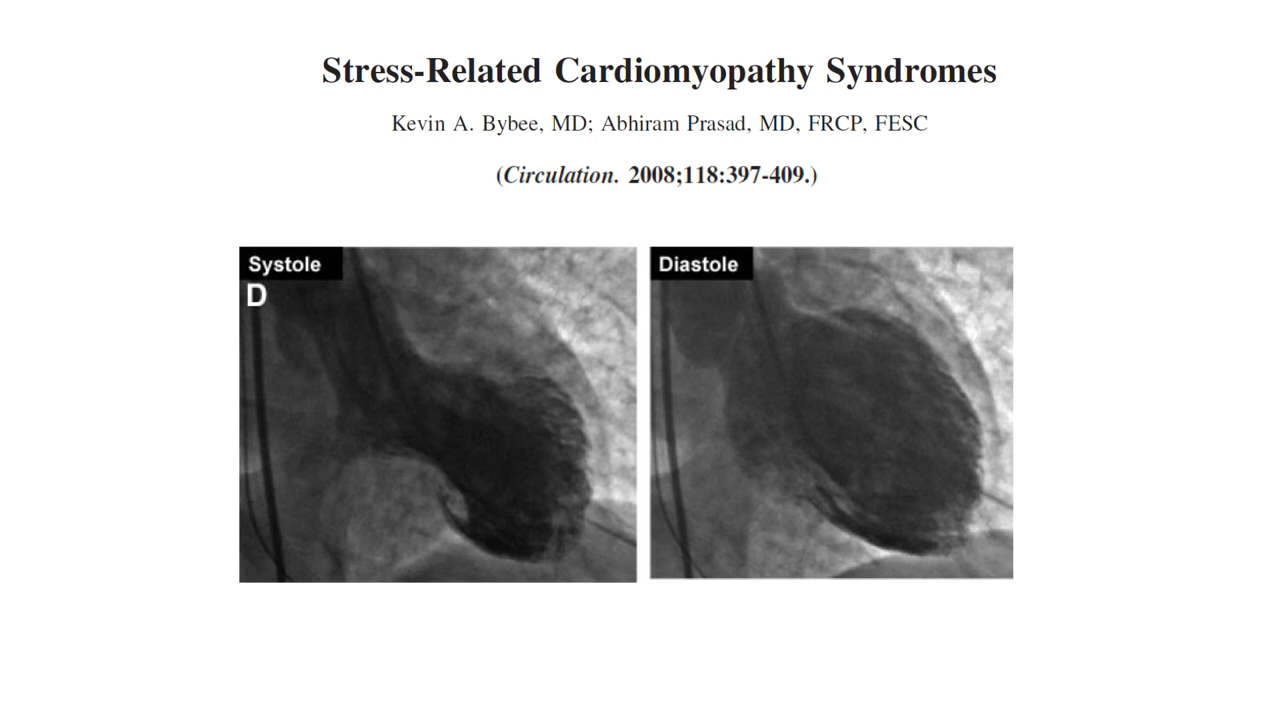 Stress-Related Cardiomyopathy Syndromes
Kevin A. Bybee, MD; Abhiram Prasad, MD, FRCP, FESC
(Circulation. 2008;118:397-409.)
Systole
D
Diastole